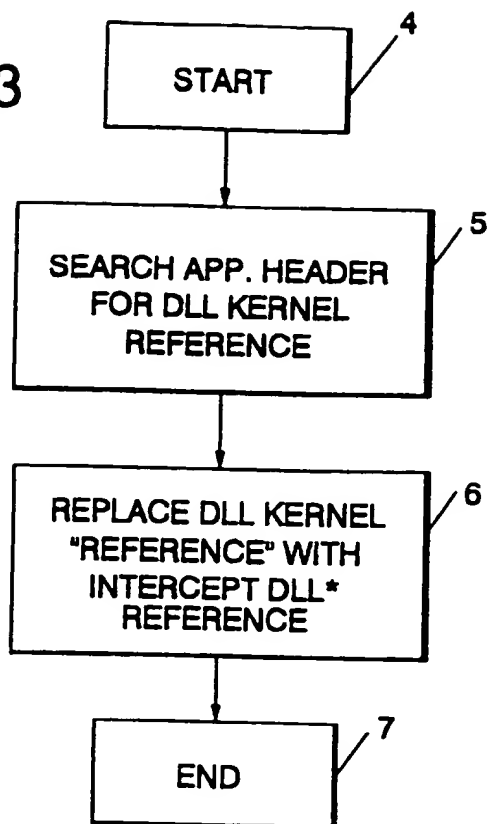 3
4
START
5
SEARCH APP. HEADER
FOR DLL KERNEL
REFERENCE
6
REPLACE DLL KERNEL
"REFERENCE" WITH
INTERCEPT DLL*
REFERENCE
7
END